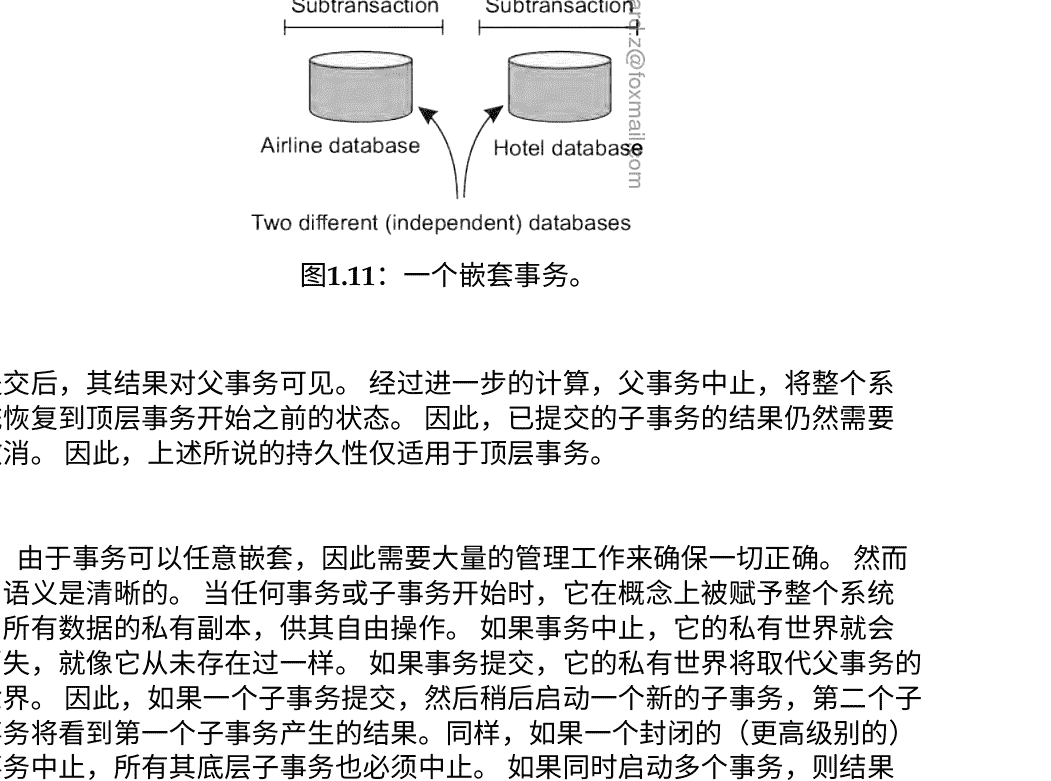 Subtransaction Subtransaction
ard.z@foxmail.com
Airline database Hotel database
Two different (independent) databases
图1.11：一个嵌套事务。
交后，其结果对父事务可见。 经过进一步的计算，父事务中止，将整个系
恢复到顶层事务开始之前的状态。 因此，已提交的子事务的结果仍然需要
消。 因此，上述所说的持久性仅适用于顶层事务。
由于事务可以任意嵌套，因此需要大量的管理工作来确保一切正确。 然而
语义是清晰的。 当任何事务或子事务开始时，它在概念上被赋予整个系统
所有数据的私有副本，供其自由操作。 如果事务中止，它的私有世界就会
失，就像它从未存在过一样。 如果事务提交，它的私有世界将取代父事务的
界。 因此，如果一个子事务提交，然后稍后启动一个新的子事务，第二个子
务将看到第一个子事务产生的结果。同样，如果一个封闭的（更高级别的）
务中止，所有其底层子事务也必须中止。 如果同时启动多个事务，则结果